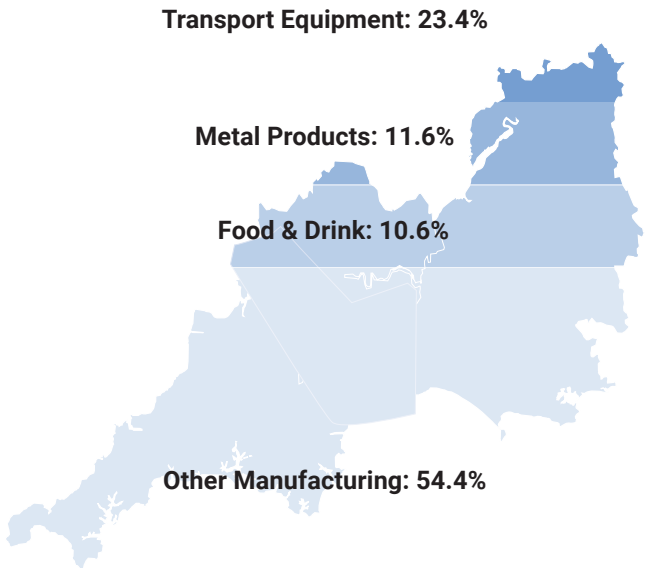 Transport Equipment: 23.4%
Metal Products: 11.6%
Food & Drink: 10.6%
Other Manufacturing: 54.4%